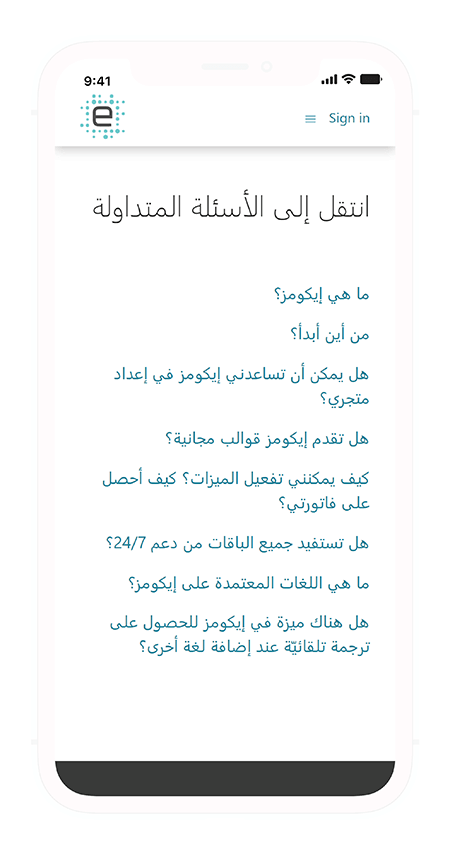 9:41
e
Sign in
انتقل إلى الأسئلة المتداولة
ما هي إيكومز؟
من أين أبدأ؟
هل يمكن أن تساعدني إيكومز في إعداد
متجري؟
هل تقدم إيكومز قوالب مجانية؟
كيف يمكنني تفعيل الميزات؟ كيف أحصل
على فاتورتي؟
هل تستفيد جميع الباقات من دعم 24/7؟
ما هي اللغات المعتمدة على إيكومز؟
هل هناك ميزة في إيكومز للحصول على
ترجمة تلقائيّة عند إضافة لغة أخرى؟